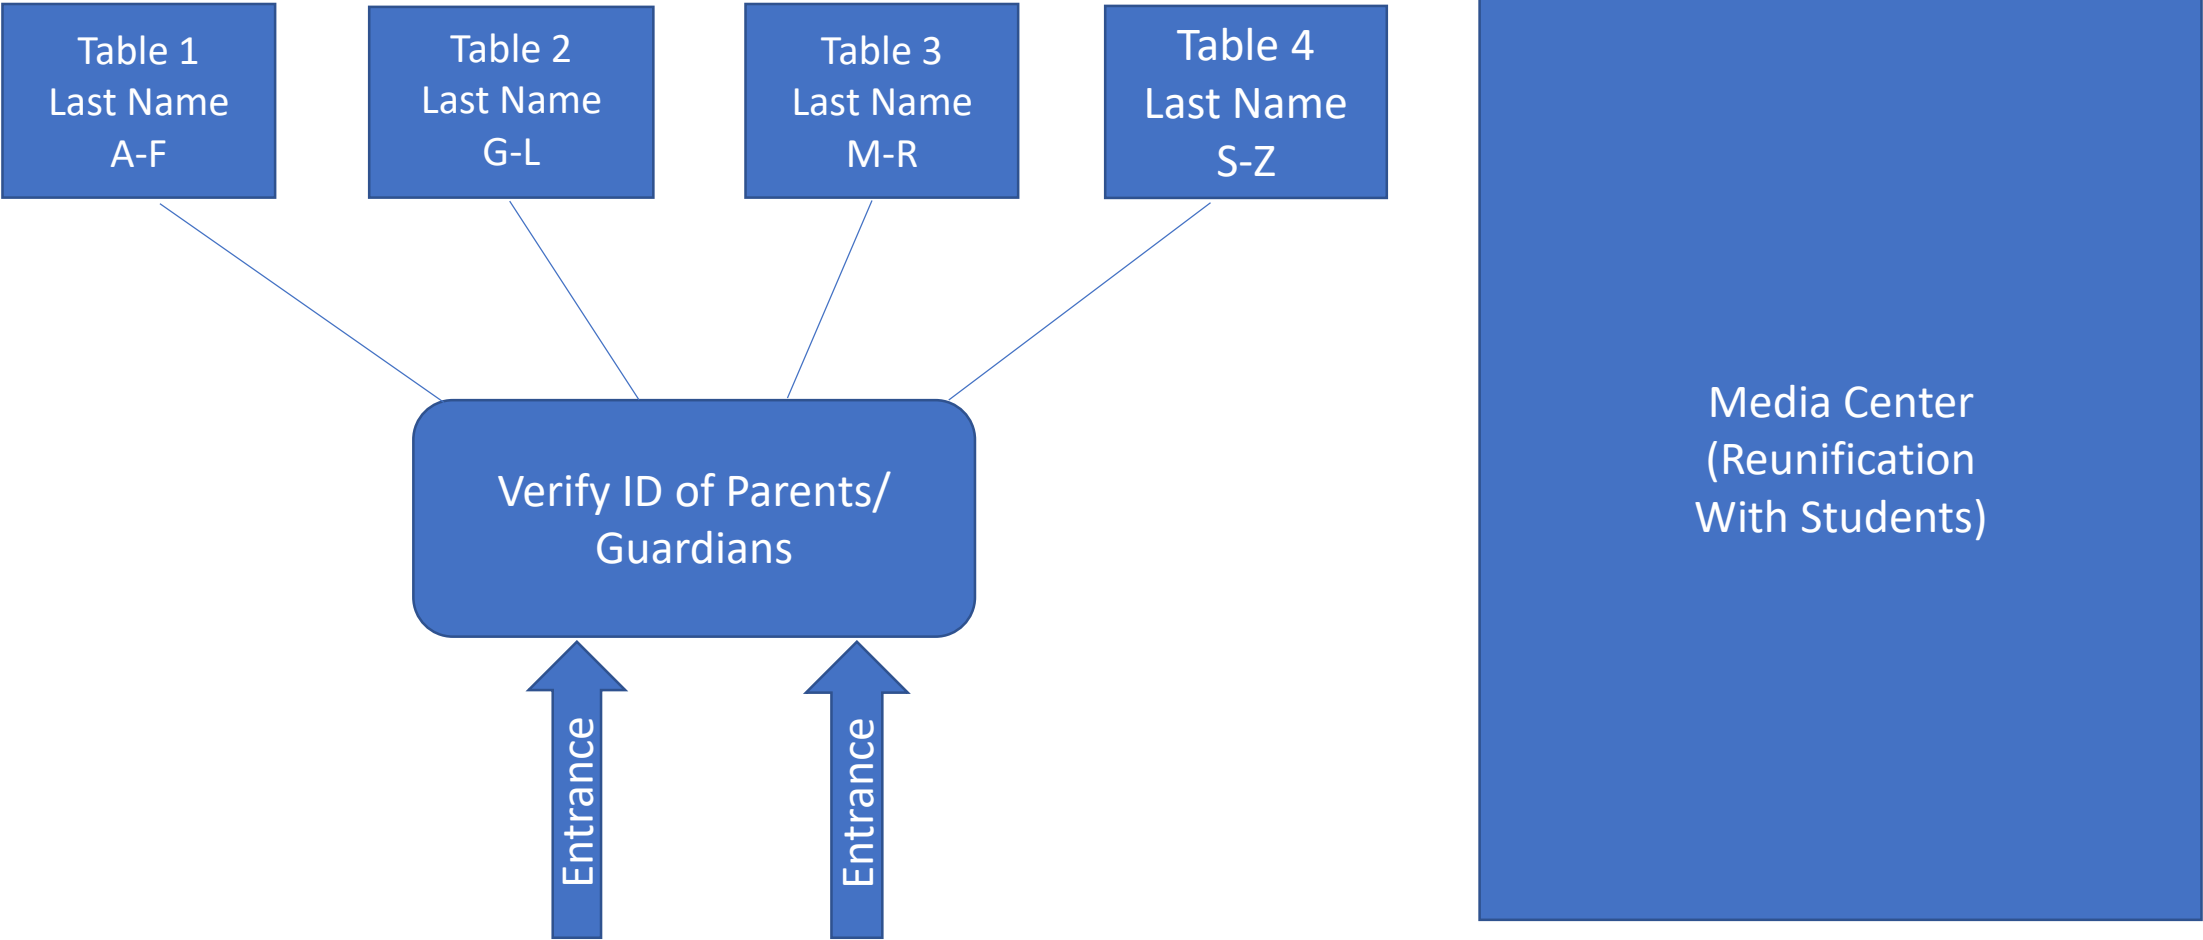 Table 1
Last Name
A-F
Table 2
Last Name
G-L
Table 3
Last Name
M-R
Table 4
Last Name
S-Z
Media Center
(Reunification
With Students)
Verify ID of Parents/
Guardians
Entrance
Entrance